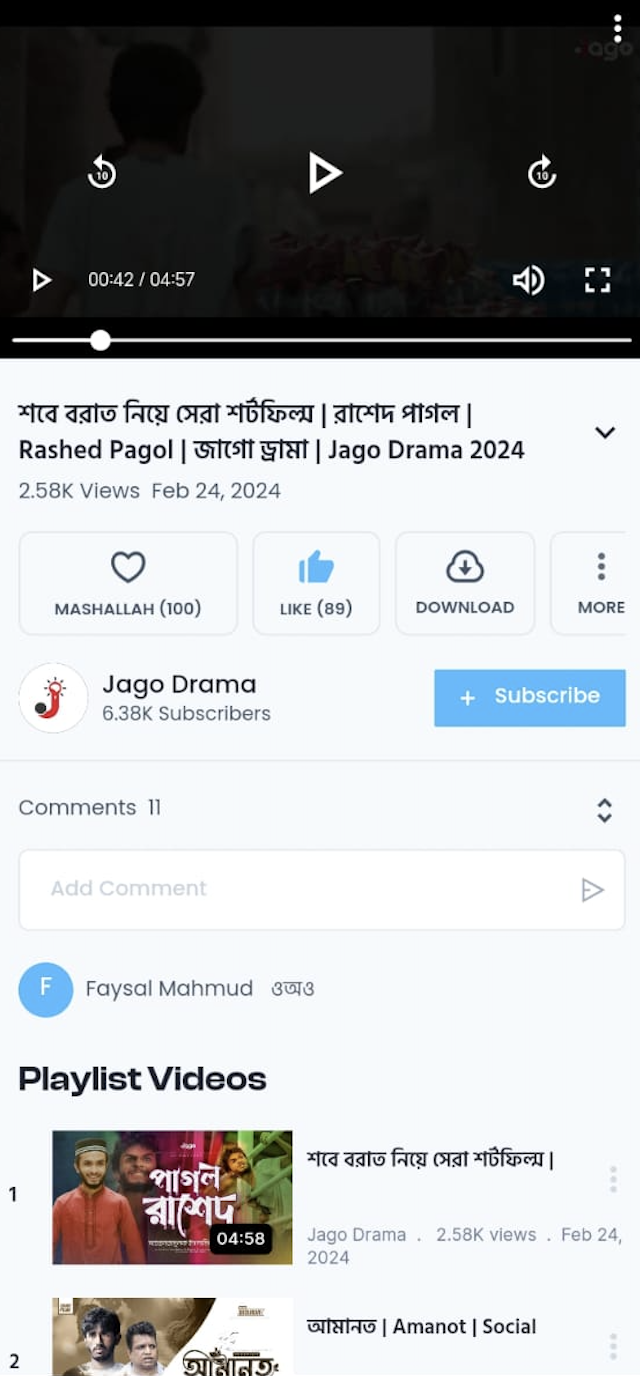 Jago
10
10
00:42 / 04:57
শবে বরাত নিয়ে সেরা শর্টফিল্ম | রাশেদ পাগল |
Rashed Pagol | জাগো ড্রামা | Jago Drama 2024
2.58K Views Feb 24, 2024
MASHALLAH (100)
LIKE (89)
DOWNLOAD
MORE
Jago Drama
6.38K Subscribers
+ Subscribe
Comments 11
Add Comment
F
Faysal Mahmud ওঅও
Playlist Videos
1
পাগল
রাশেদ
04:58
শবে বরাত নিয়ে সেরা শর্টফিল্ম |
Jago Drama . 2.58K views . Feb 24,
2024
2
আমানত
আমানত | Amanot | Social